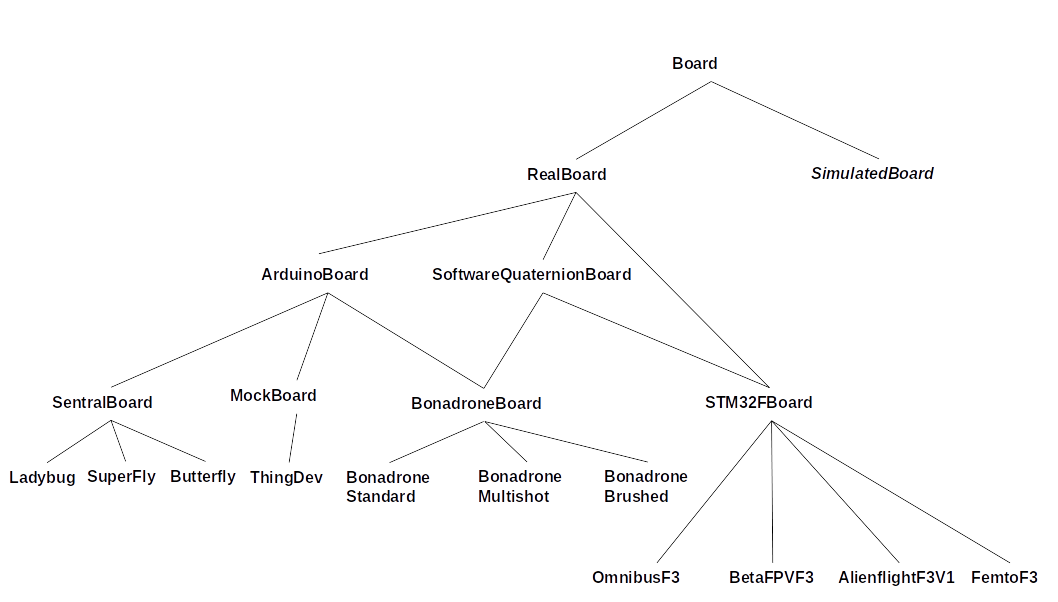 Board
RealBoard
SimulatedBoard
ArduinoBoard
SoftwareQuaternionBoard
SentralBoard
MockBoard
BonadroneBoard
STM32FBoard
Ladybug
SuperFly
Butterfly
ThingDev
Bonadrone
Standard
Bonadrone
Multishot
Bonadrone
Brushed
OmnibusF3
BetaFPVF3
AlienflightF3V1
FemtoF3